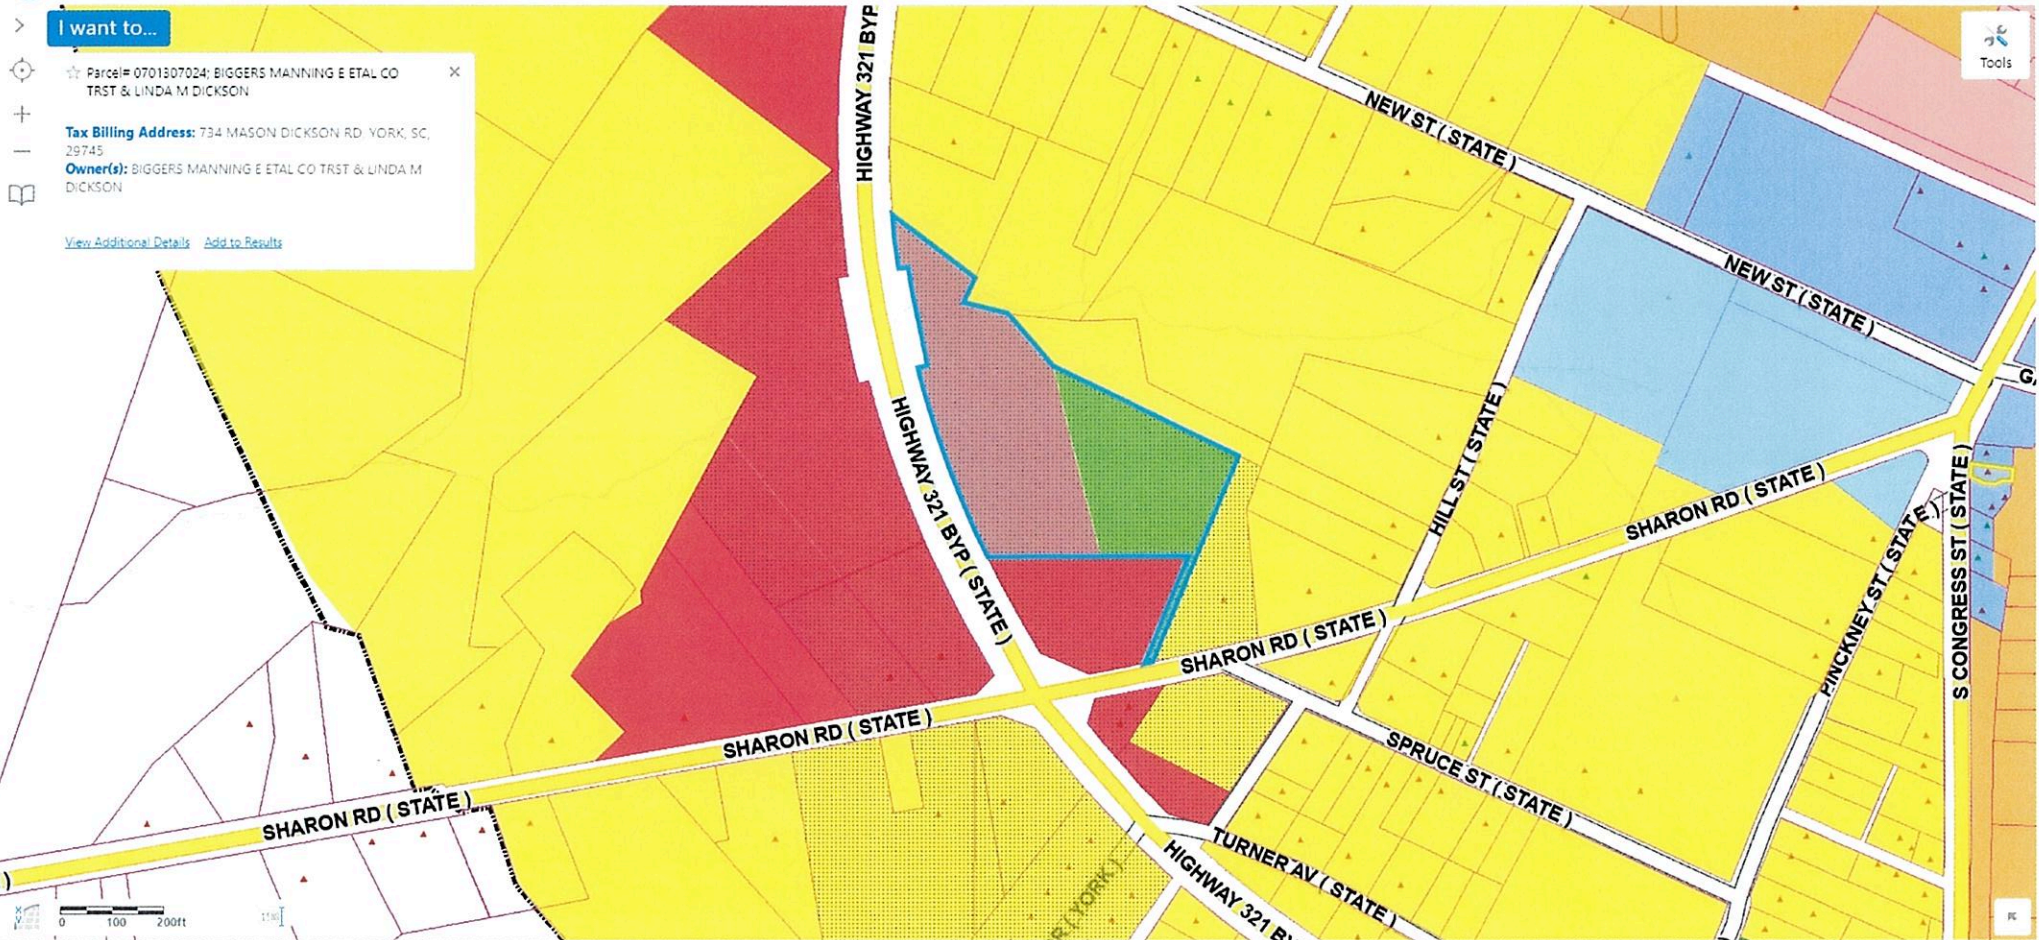 I want to...
Tools
Parcel# 0701307024; BIGGERS MANNING E ETAL CO
TRST & LINDA M DICKSON
Tax Billing Address: 734 MASON DICKSON RD YORK, SC,
29745
Owner(s): BIGGERS MANNING E ETAL CO TRST & LINDA M
DICKSON
View Additional Details Add to Results
HIGHWAY 321 BYP
NEW ST ( STATE )
NEW ST ( STATE )
HIGHWAY 321 BYP ( STATE )
HILL ST ( STATE )
SHARON RD ( STATE )
PINCKNEY ST ( STATE )
S CONGRESS ST ( STATE )
SHARON RD ( STATE )
SHARON RD ( STATE )
SHARON RD ( STATE )
)
SPRUCE ST ( STATE )
TURNER AV ( STATE )
HIGHWAY 321 BY
R ( YORK )
0 100 200ft